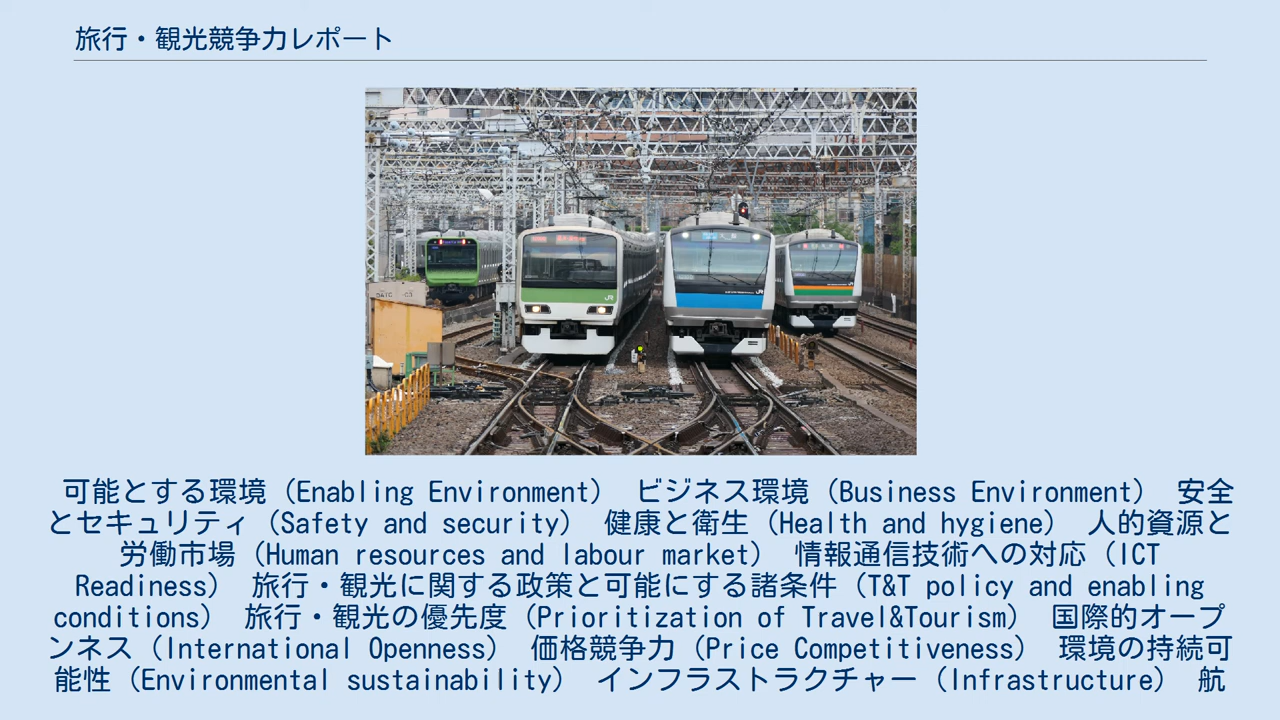 旅行・観光競争力レポート
JR
JR
可能とする環境（Enabling Environment） ビジネス環境（Business Environment） 安全
とセキュリティ（Safety and security） 健康と衛生（Health and hygiene） 人的資源と
労働市場（Human resources and labour market） 情報通信技術への対応（ICT
Readiness） 旅行・観光に関する政策と可能にする諸条件（T&T policy and enabling
conditions） 旅行・観光の優先度（Prioritization of Travel&Tourism） 国際的オープ
ンネス（International Openness） 価格競争力（Price Competitiveness） 環境の持続可
能性（Environmental sustainability） インフラストラクチャー（Infrastructure） 航